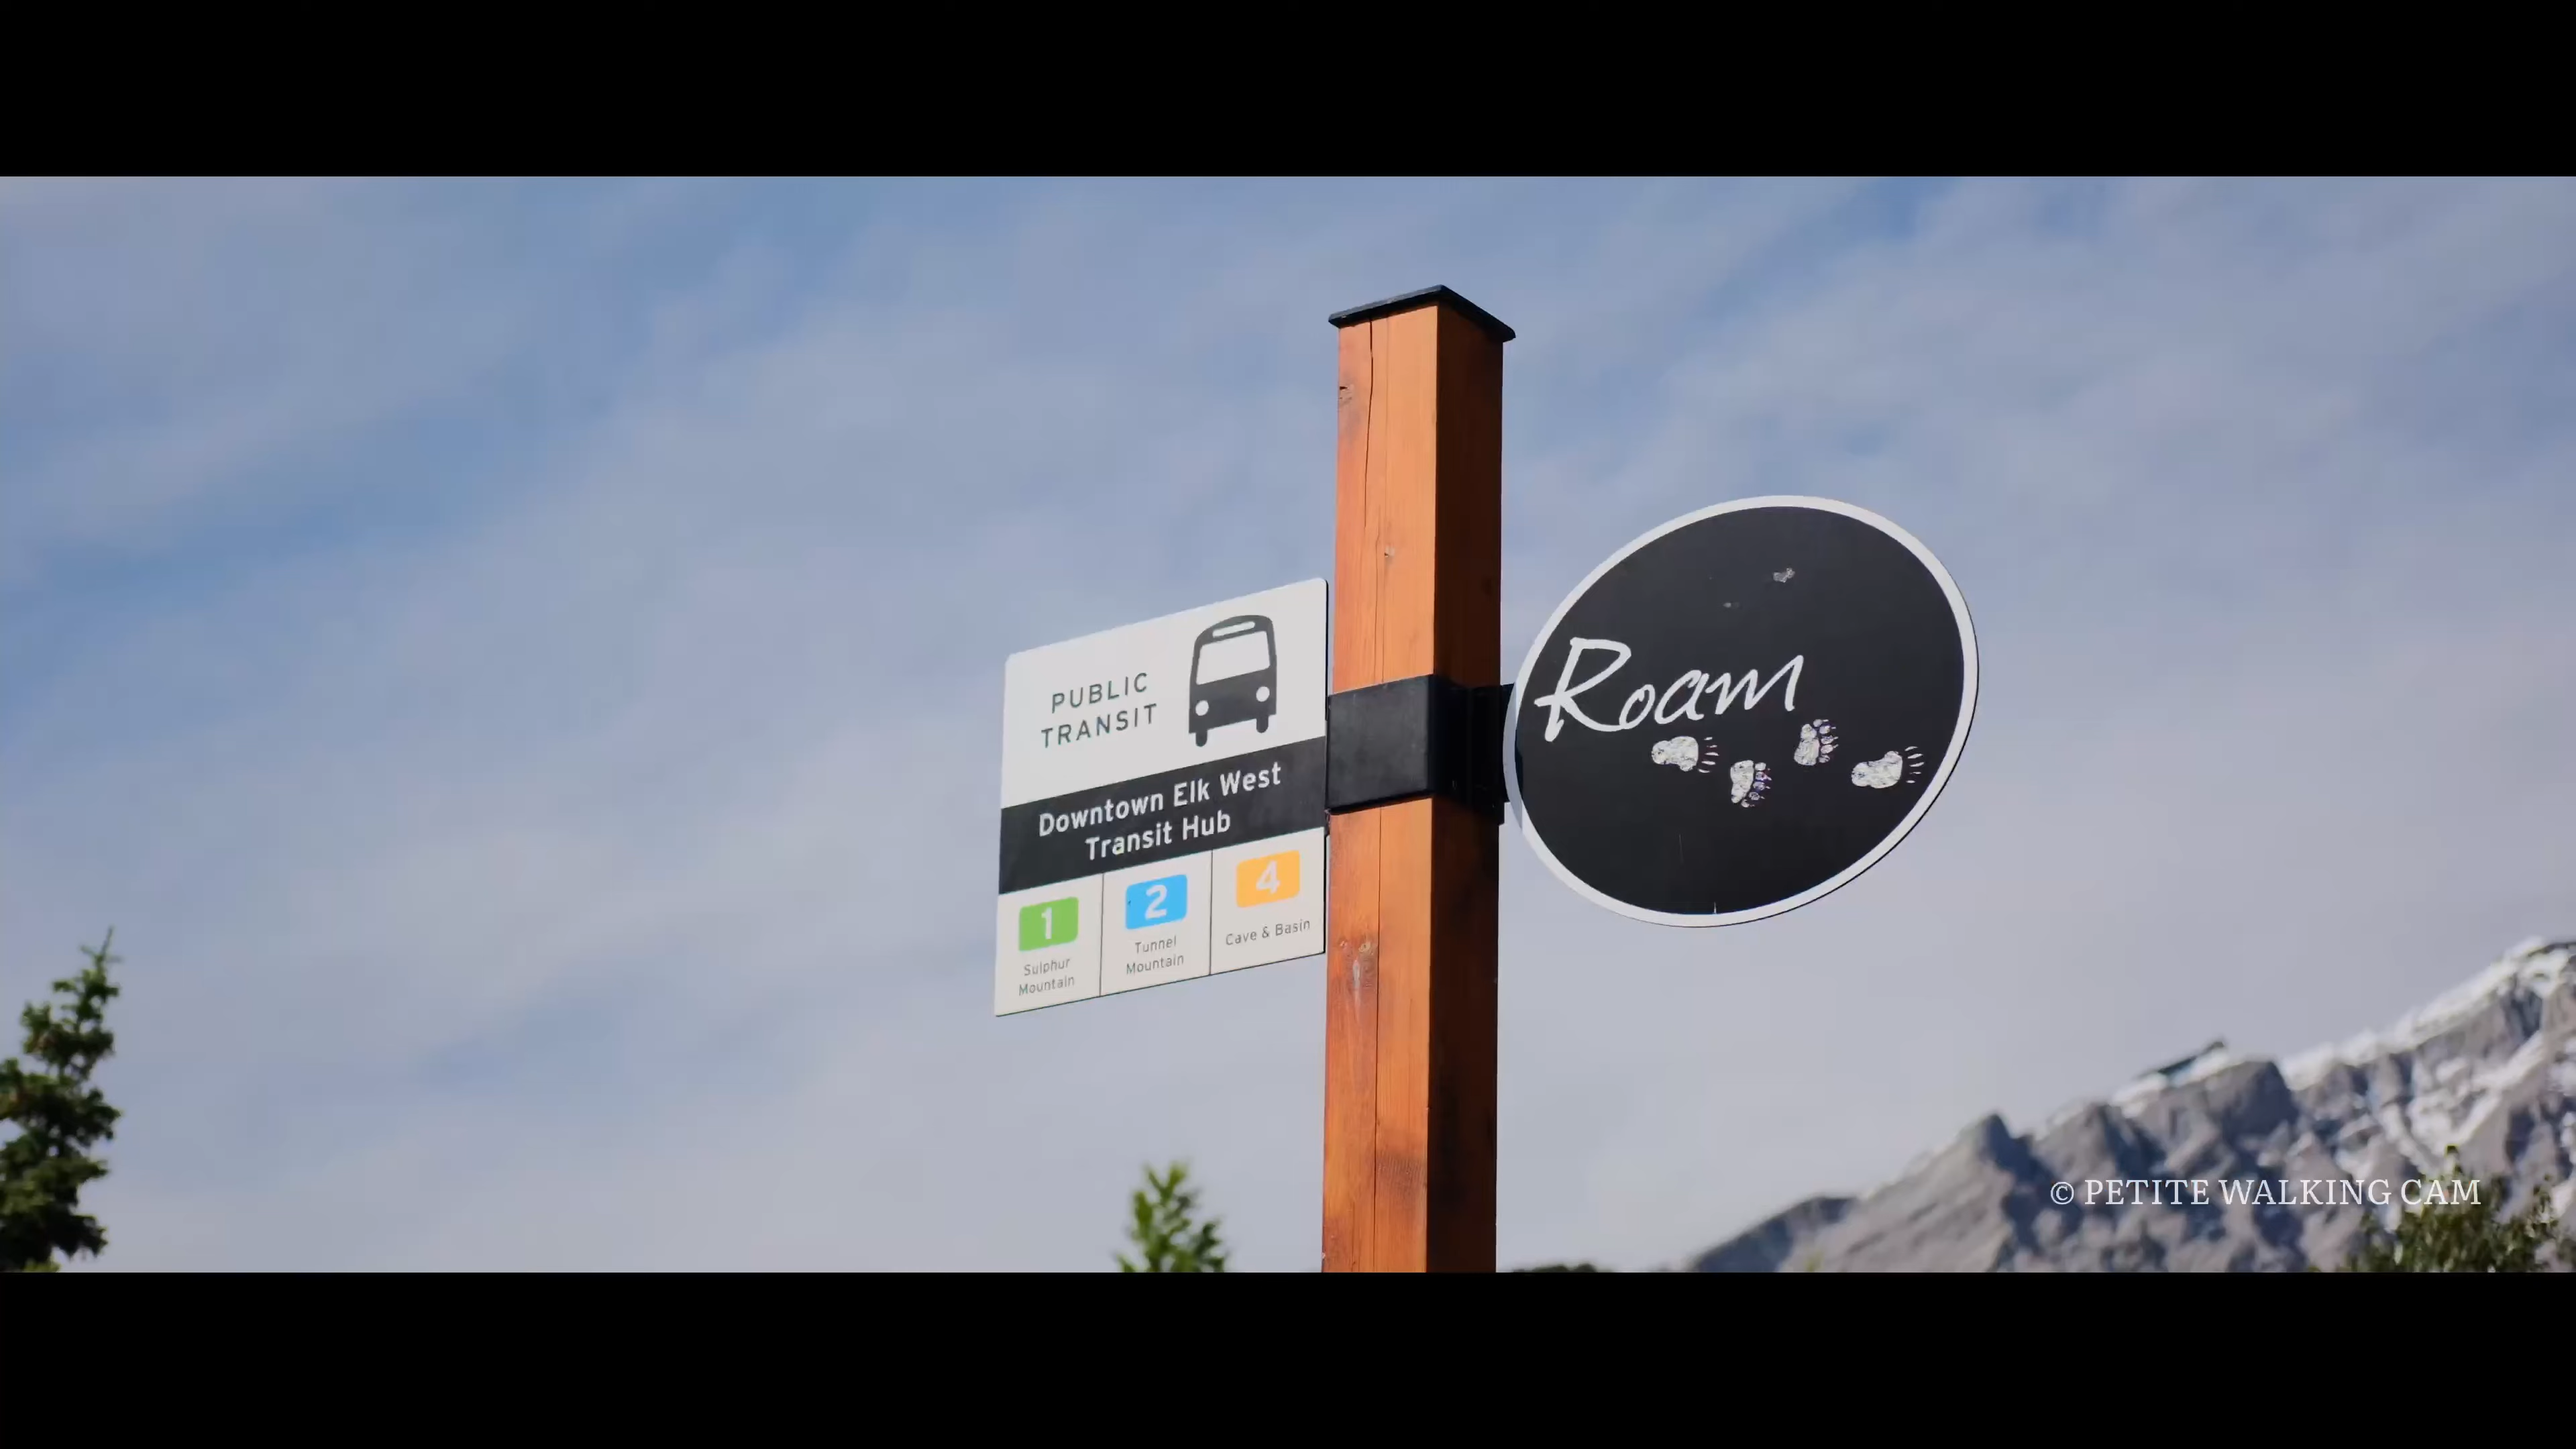 PUBLIC
TRANSIT
Downtown Elk West
Transit Hub
1
Sulphur
Mountain
2
Tunnel
Mountain
4
Cave & Basin
Roam
© PETITE WALKING CAM